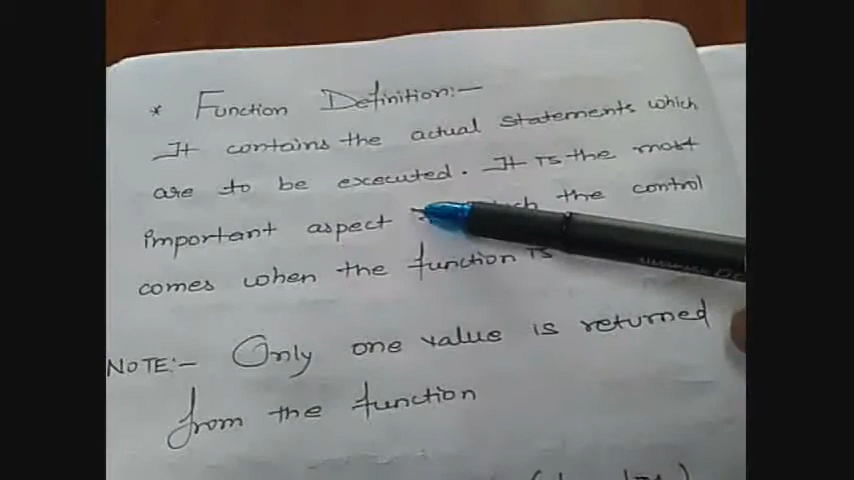 * Function Definition:-
It contains the actual statements which
are to be executed. It is the most
important aspect the control
comes when the function is
NOTE:- Only one value is returned
from the function